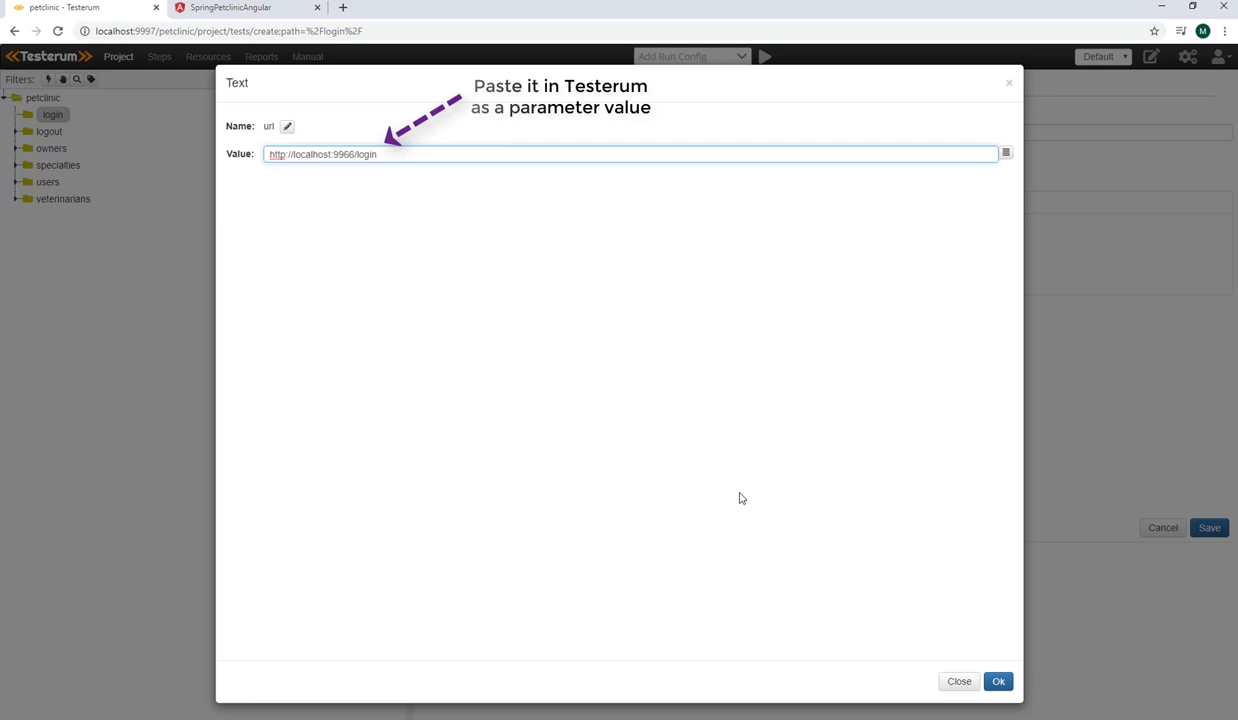 petclinic - Testerum
SpringPetclinicAngular
localhost:9997/petclinic/project/tests/create;path=%2Flogin%2F
M
Testerum
Project
Steps
Resources
Reports
Manual
Add Run Config
Default
Filters:
petclinic
login
logout
owners
specialties
users
veterinarians
Text
Paste it in Testerum
as a parameter value
Name: url
Value: http://localhost:9966/login
Cancel
Save
Close
Ok